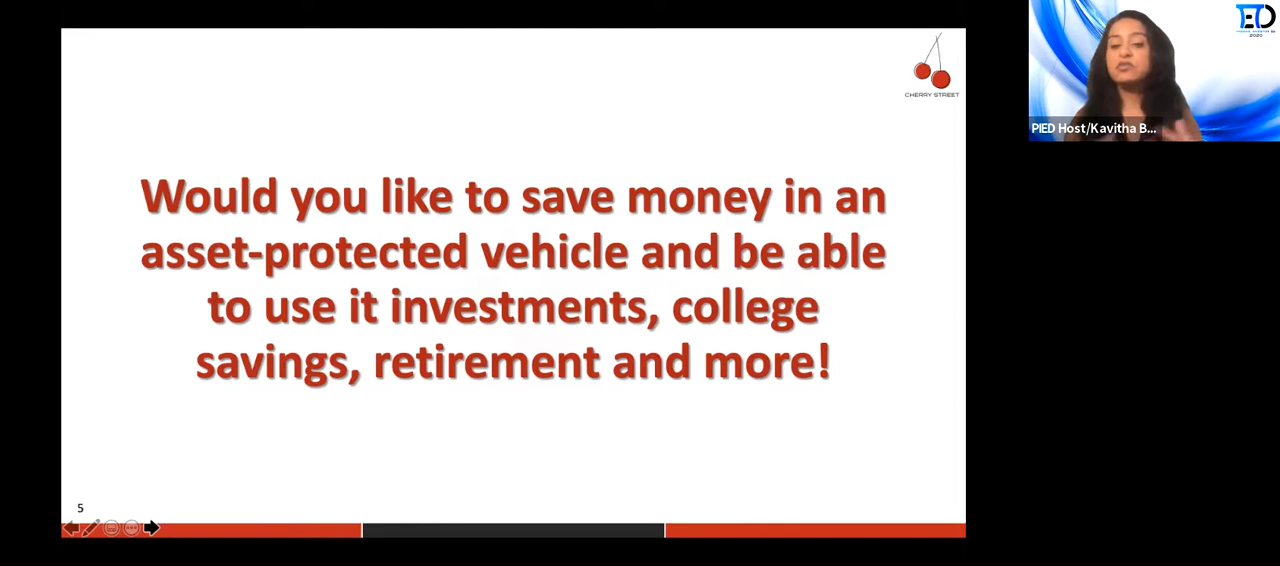 CHERRY STREET
Would you like to save money in an
asset-protected vehicle and be able
to use it investments, college
savings, retirement and more!
5
PIED Host/Kavitha B...
2020